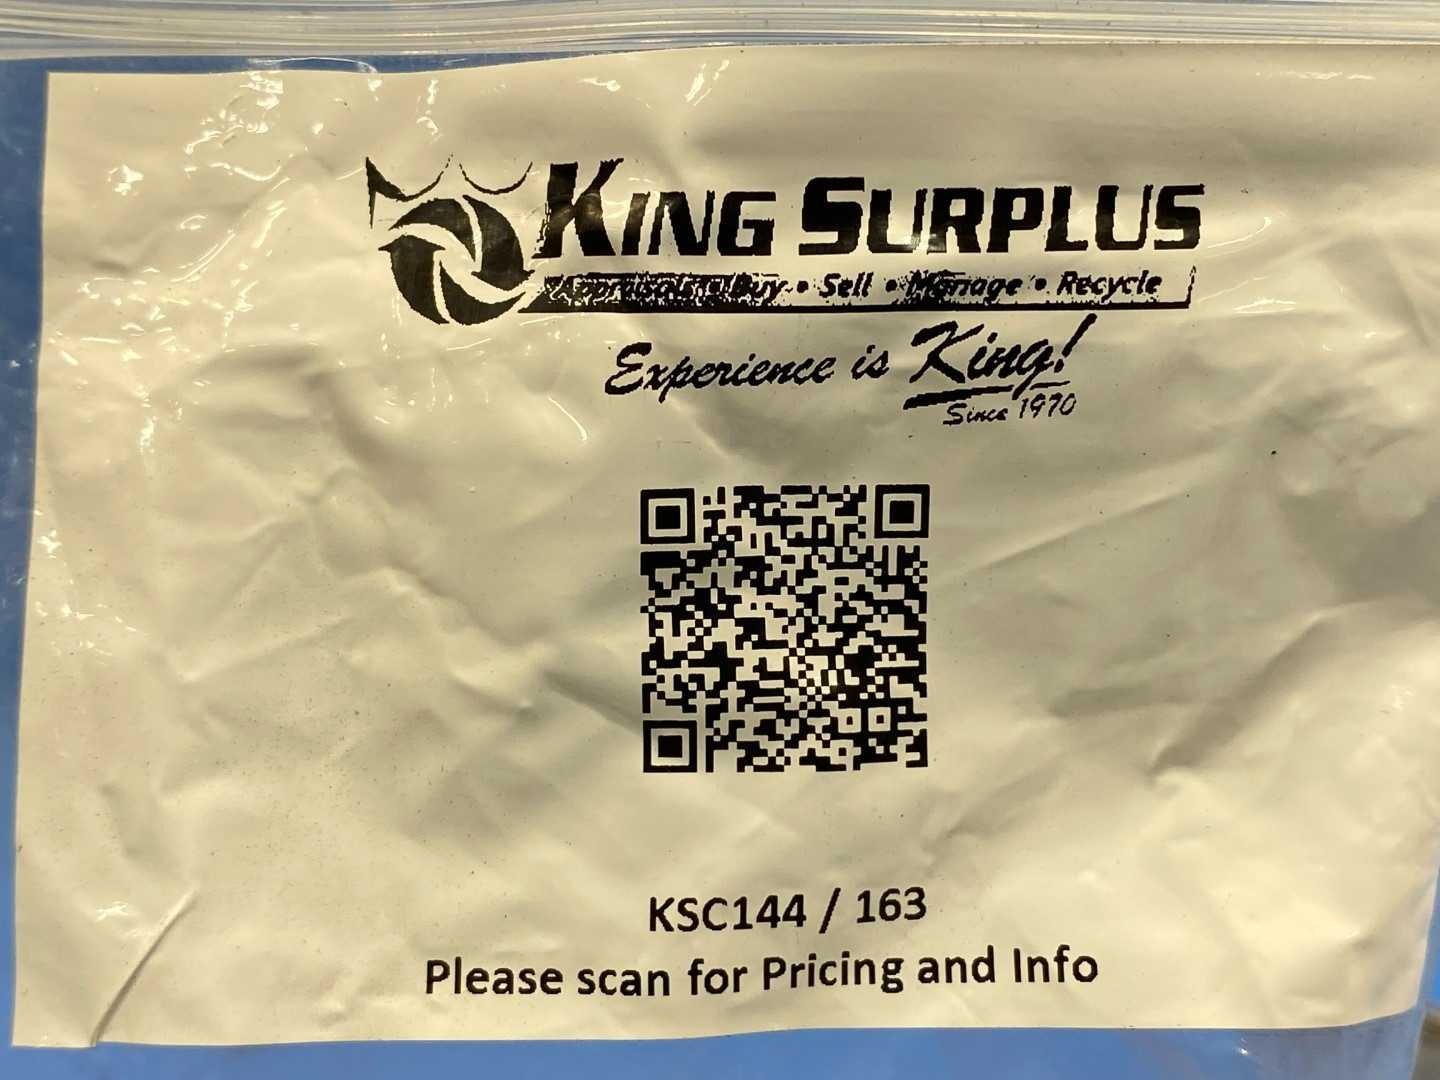 KING SURPLUS
Appraisals • Buy • Sell • Manage • Recycle
Experience is King!
Since 1970
KSC144 / 163
Please scan for Pricing and Info